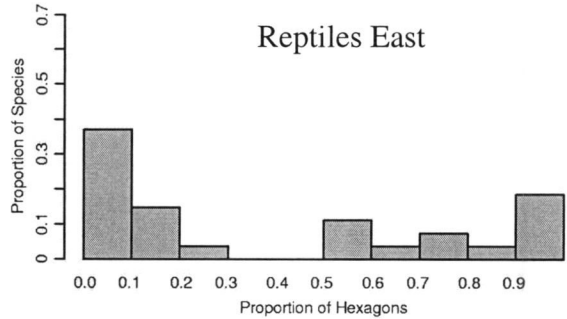 Reptiles East
Proportion of Species
0.7
0.5
0.3
0.1
0
0.0 0.1 0.2 0.3 0.4 0.5 0.6 0.7 0.8 0.9
Proportion of Hexagons